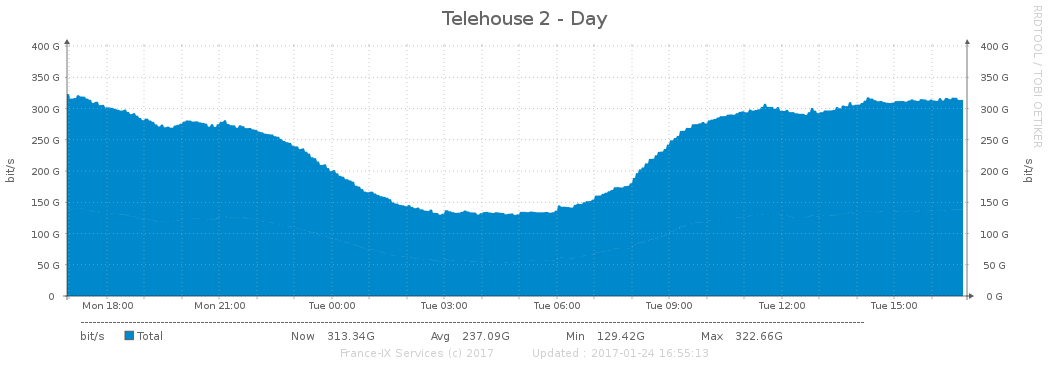 Telehouse 2 - Day
RRDTOOL / TOBI OETIKER
400 G 400 G
350 G 350 G
300 G 300 G
250 G 250 G
200 G 200 G
150 G 150 G
100 G 100 G
50 G 50 G
0 0 G
bit/s
bit/s
Mon 18:00 Mon 21:00 Tue 00:00 Tue 03:00 Tue 06:00 Tue 09:00 Tue 12:00 Tue 15:00
bit/s Total Now 313.34G Avg 237.09G Min 129.42G Max 322.66G
France-IX Services (c) 2017 Updated : 2017-01-24 16:55:13